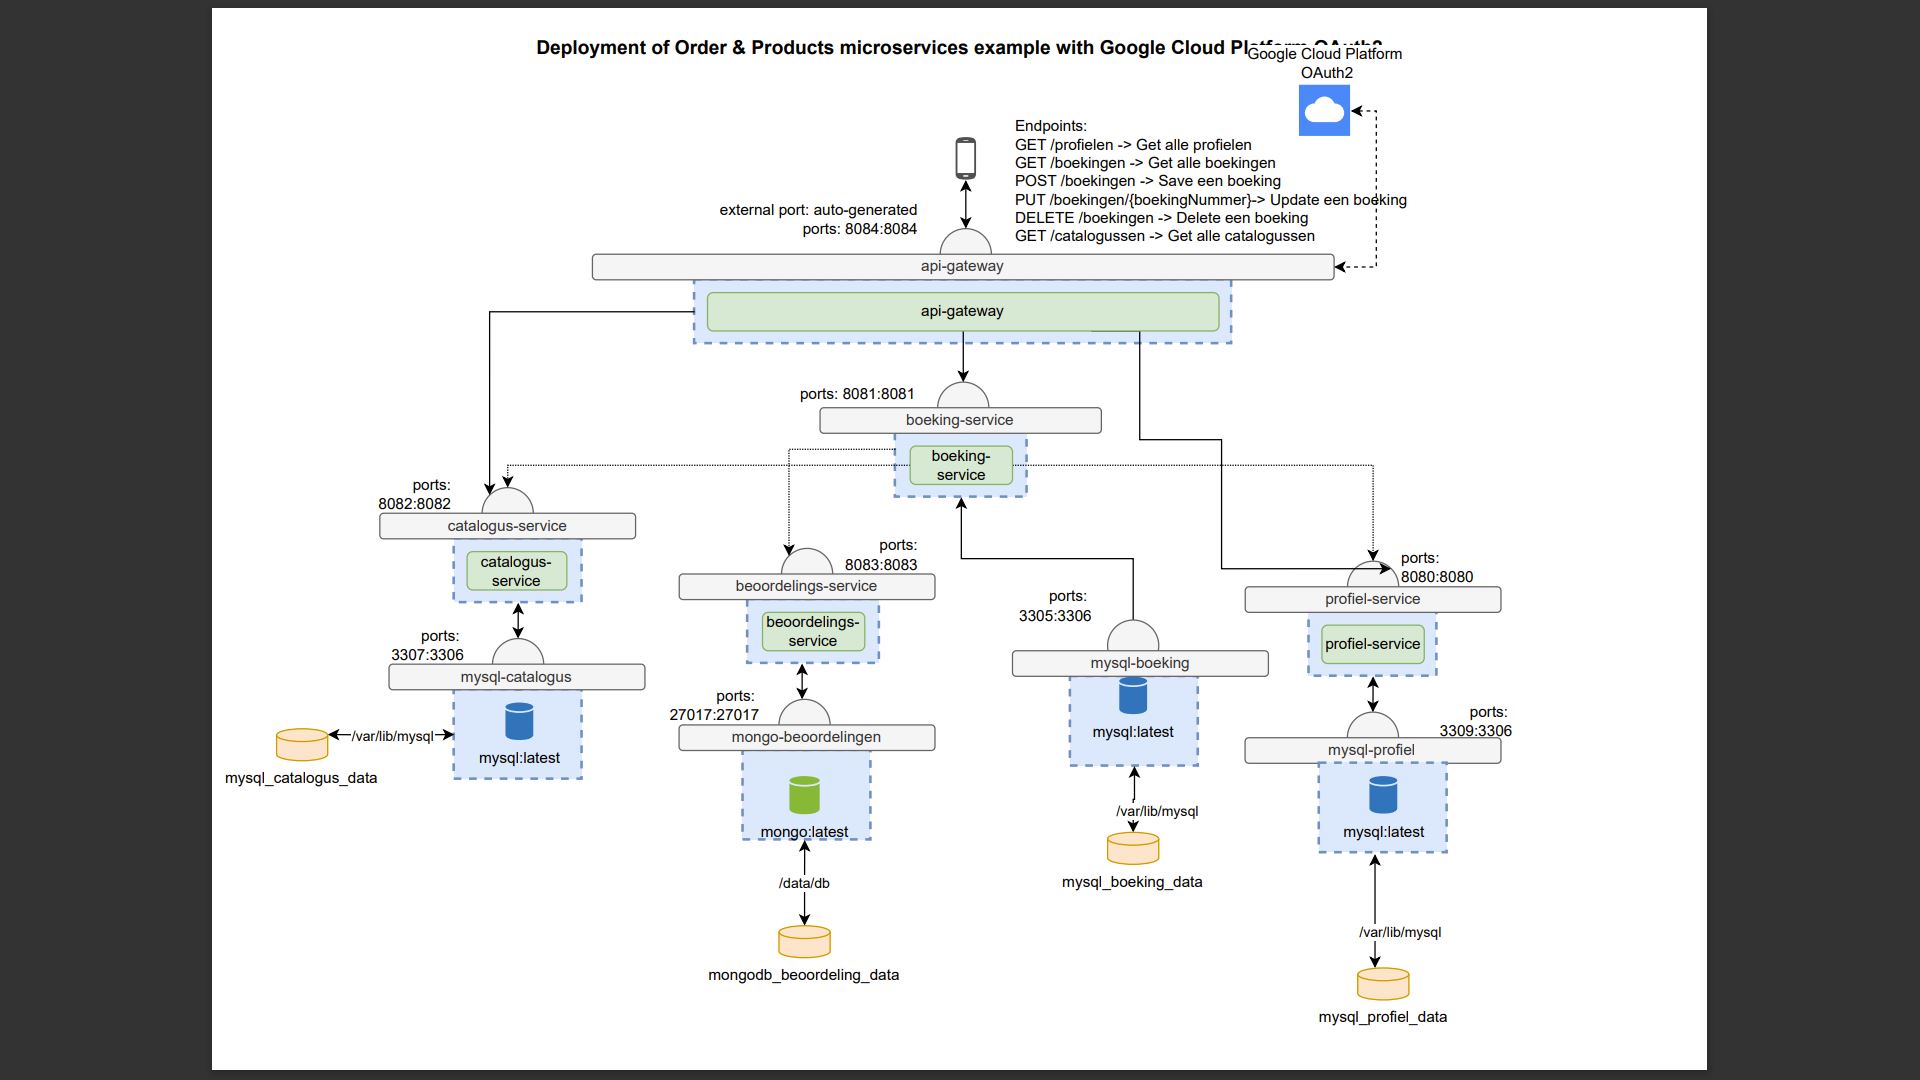 Deployment of Order & Products microservices example with Google Cloud Platform OAuth2
Google Cloud Platform
OAuth2
Endpoints:
GET /profielen -> Get alle profielen
GET /boekingen -> Get alle boekingen
POST /boekingen -> Save een boeking
PUT /boekingen/{boekingNummer}-> Update een boeking
DELETE /boekingen -> Delete een boeking
GET /catalogussen -> Get alle catalogussen
external port: auto-generated
ports: 8084:8084
api-gateway
api-gateway
ports: 8081:8081
boeking-service
boeking-
service
ports:
8082:8082
catalogus-service
catalogus-
service
ports:
8083:8083
beoordelings-service
beoordelings-
service
ports:
8080:8080
profiel-service
profiel-service
ports:
3307:3306
mysql-catalogus
mysql:latest
/var/lib/mysql
mysql_catalogus_data
ports:
27017:27017
mongo-beoordelingen
mongo:latest
/data/db
mongodb_beoordeling_data
ports:
3305:3306
mysql-boeking
mysql:latest
/var/lib/mysql
mysql_boeking_data
ports:
3309:3306
mysql-profiel
mysql:latest
/var/lib/mysql
mysql_profiel_data